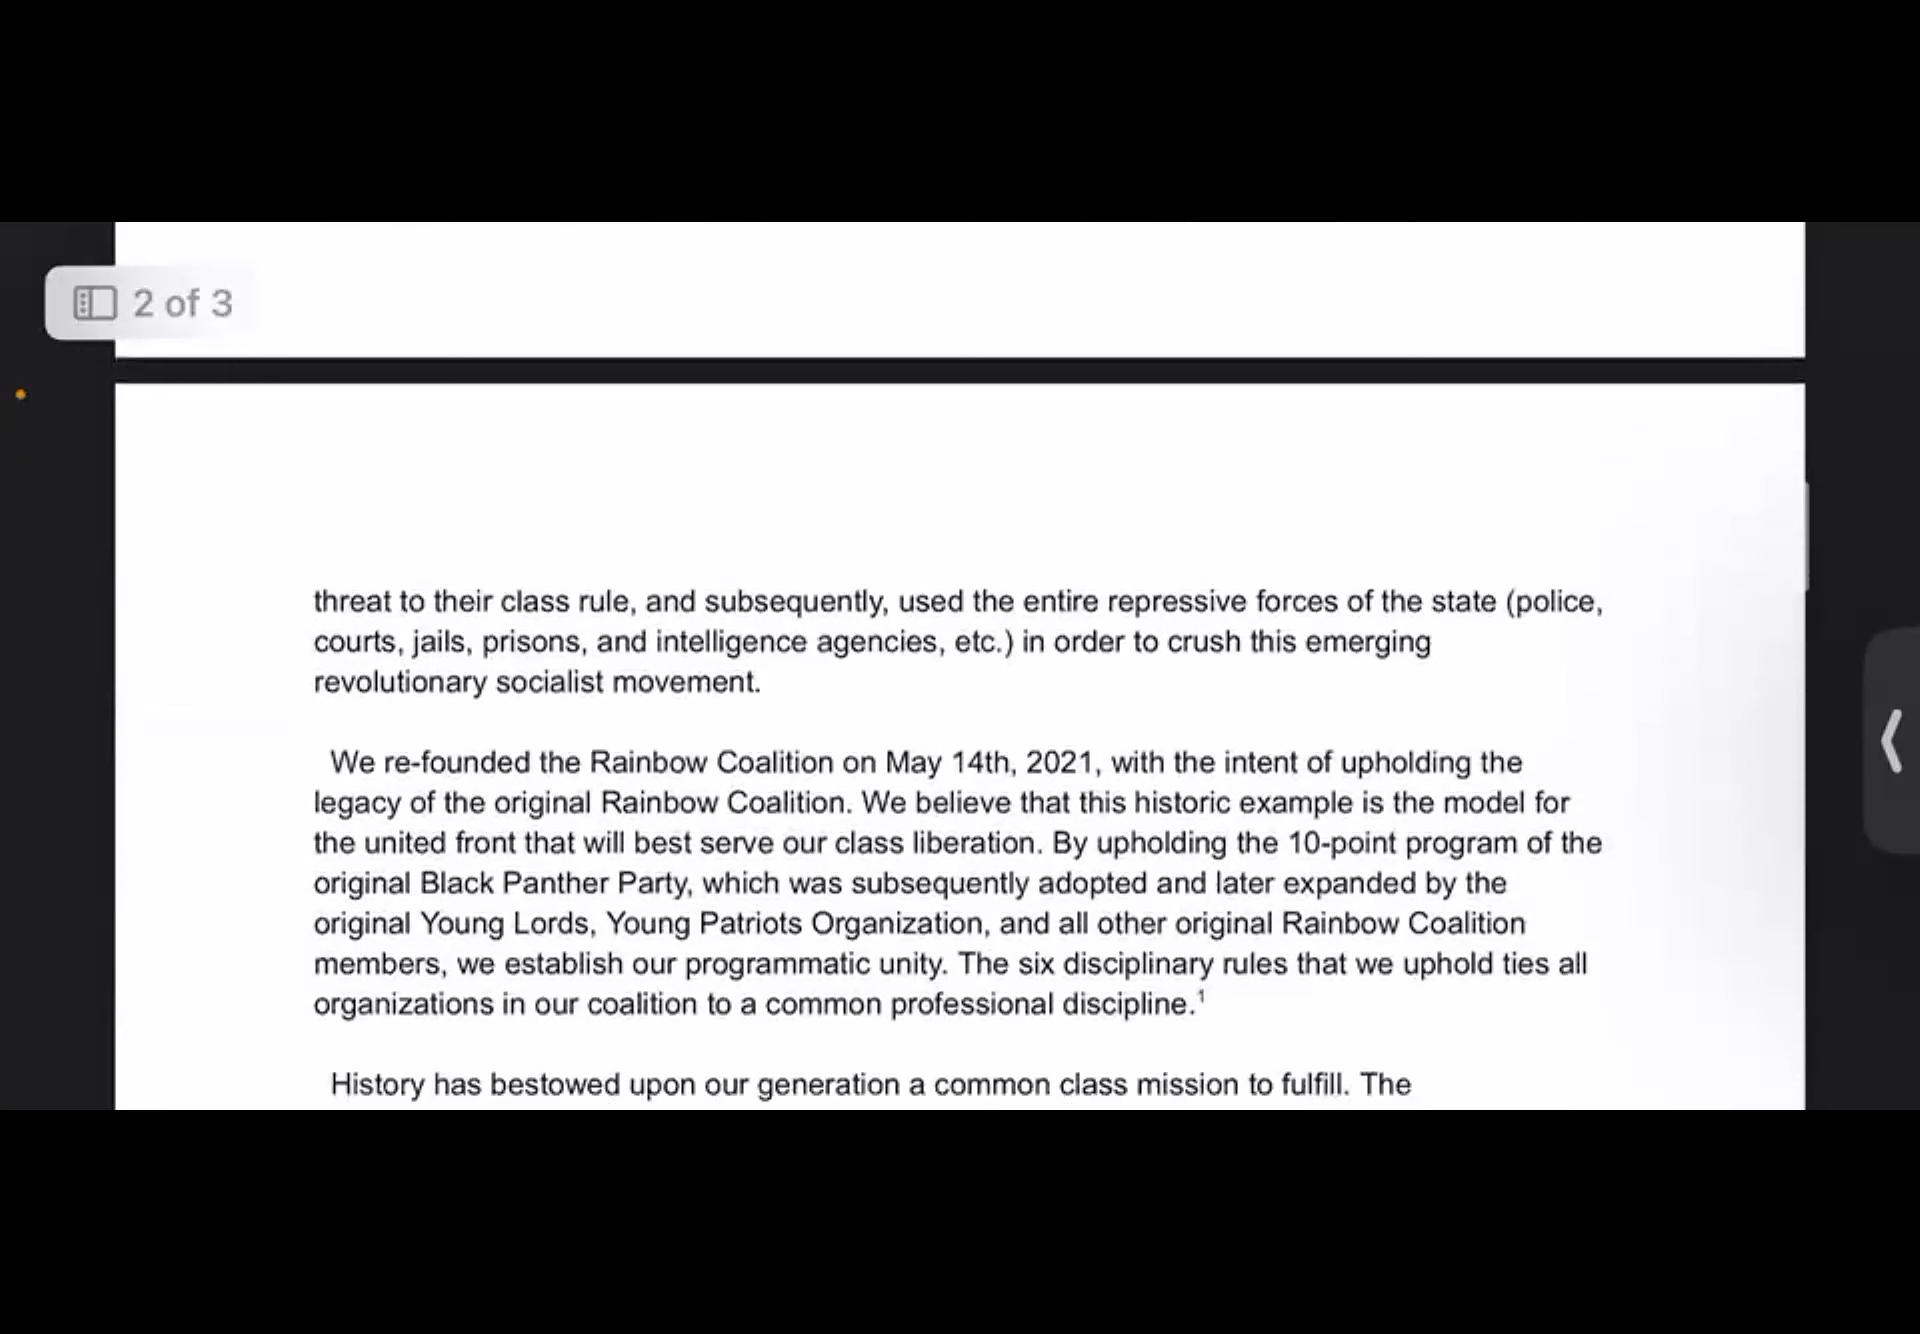 2 of 3
threat to their class rule, and subsequently, used the entire repressive forces of the state (police,
courts, jails, prisons, and intelligence agencies, etc.) in order to crush this emerging
revolutionary socialist movement.
We re-founded the Rainbow Coalition on May 14th, 2021, with the intent of upholding the
legacy of the original Rainbow Coalition. We believe that this historic example is the model for
the united front that will best serve our class liberation. By upholding the 10-point program of the
original Black Panther Party, which was subsequently adopted and later expanded by the
original Young Lords, Young Patriots Organization, and all other original Rainbow Coalition
members, we establish our programmatic unity. The six disciplinary rules that we uphold ties all
organizations in our coalition to a common professional discipline.¹
History has bestowed upon our generation a common class mission to fulfill. The